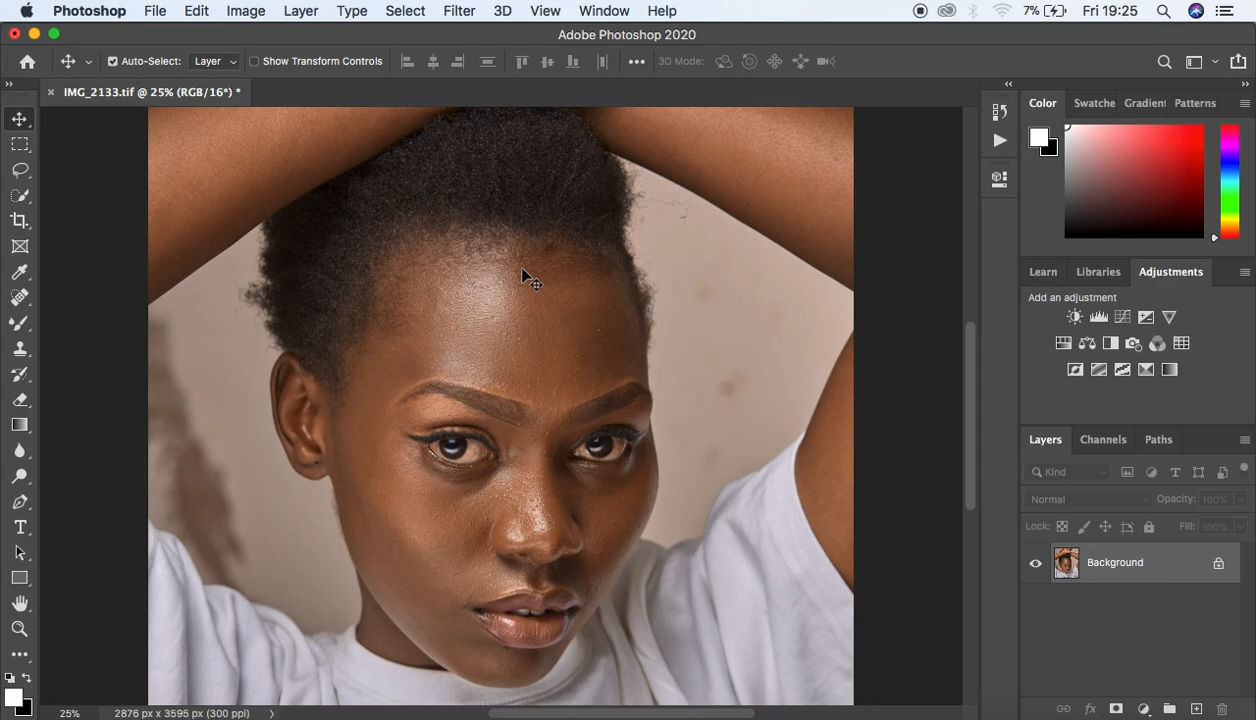 Photoshop File Edit Image Layer Type Select Filter 3D View Window Help 7% Fri 19:25
Adobe Photoshop 2020
Auto-Select: Layer Show Transform Controls 3D Mode:
IMG_2133.tif @ 25% (RGB/16*) *
Color Swatche Gradient Patterns
Learn Libraries Adjustments
Add an adjustment
Layers Channels Paths
Kind
Normal Opacity: 100%
Lock: Fill: 100%
Background
25% 2876 px x 3595 px (300 ppi)